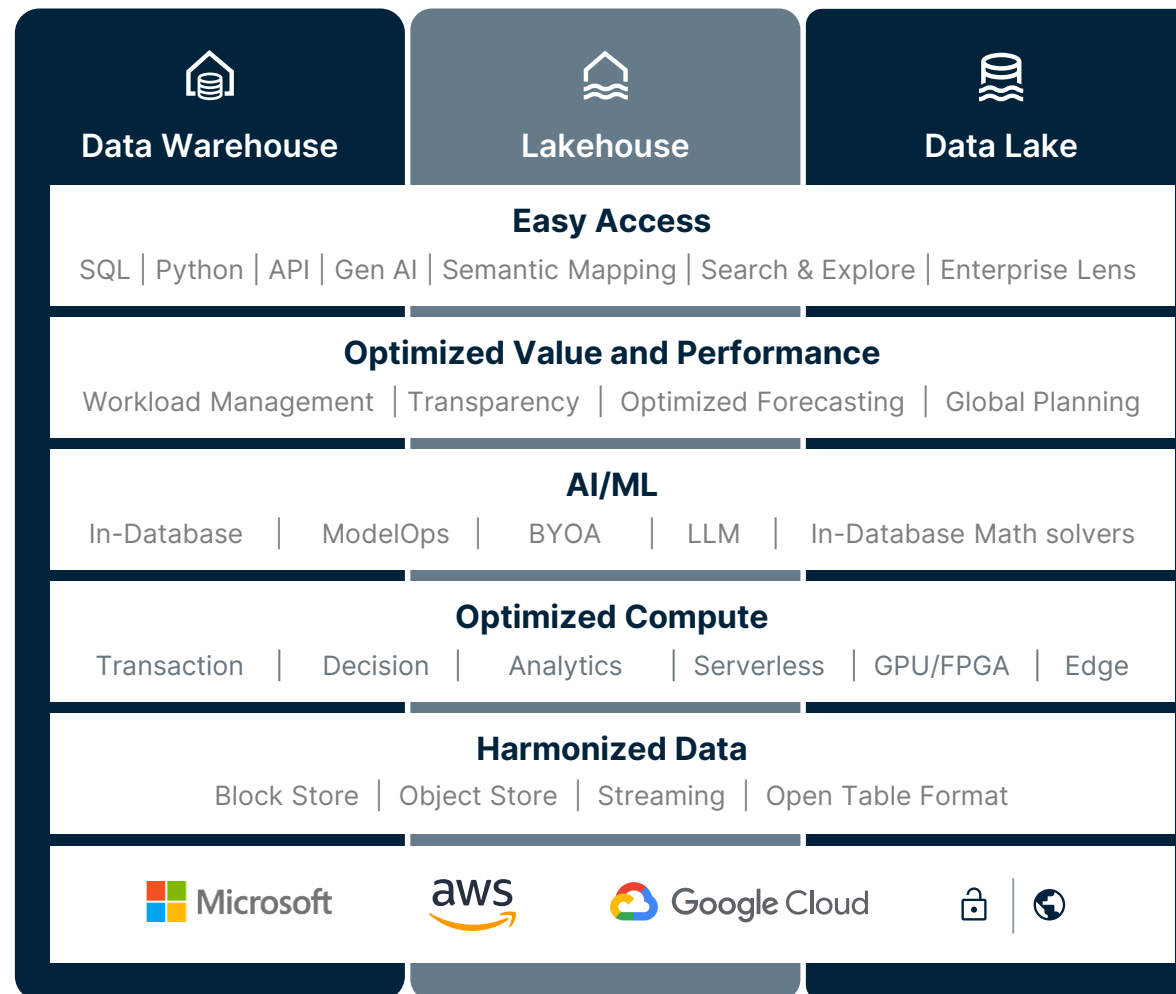 Data Warehouse
Lakehouse
Data Lake
Easy Access
SQL | Python | API | Gen AI | Semantic Mapping | Search & Explore | Enterprise Lens
Optimized Value and Performance
Workload Management | Transparency | Optimized Forecasting | Global Planning
AI/ML
In-Database | ModelOps | BYOA | LLM | In-Database Math solvers
Optimized Compute
Transaction | Decision | Analytics | Serverless | GPU/FPGA | Edge
Harmonized Data
Block Store | Object Store | Streaming | Open Table Format
Microsoft
aws
Google Cloud